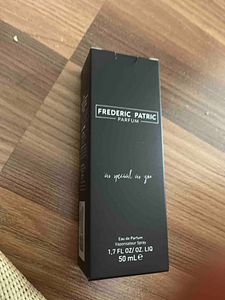 FREDERIC PATRIC
PARFUM
as special as you
Eau de Parfum
Vaporisateur Spray
1,7 FL OZ/ OZ. LIQ
50 mL ℮